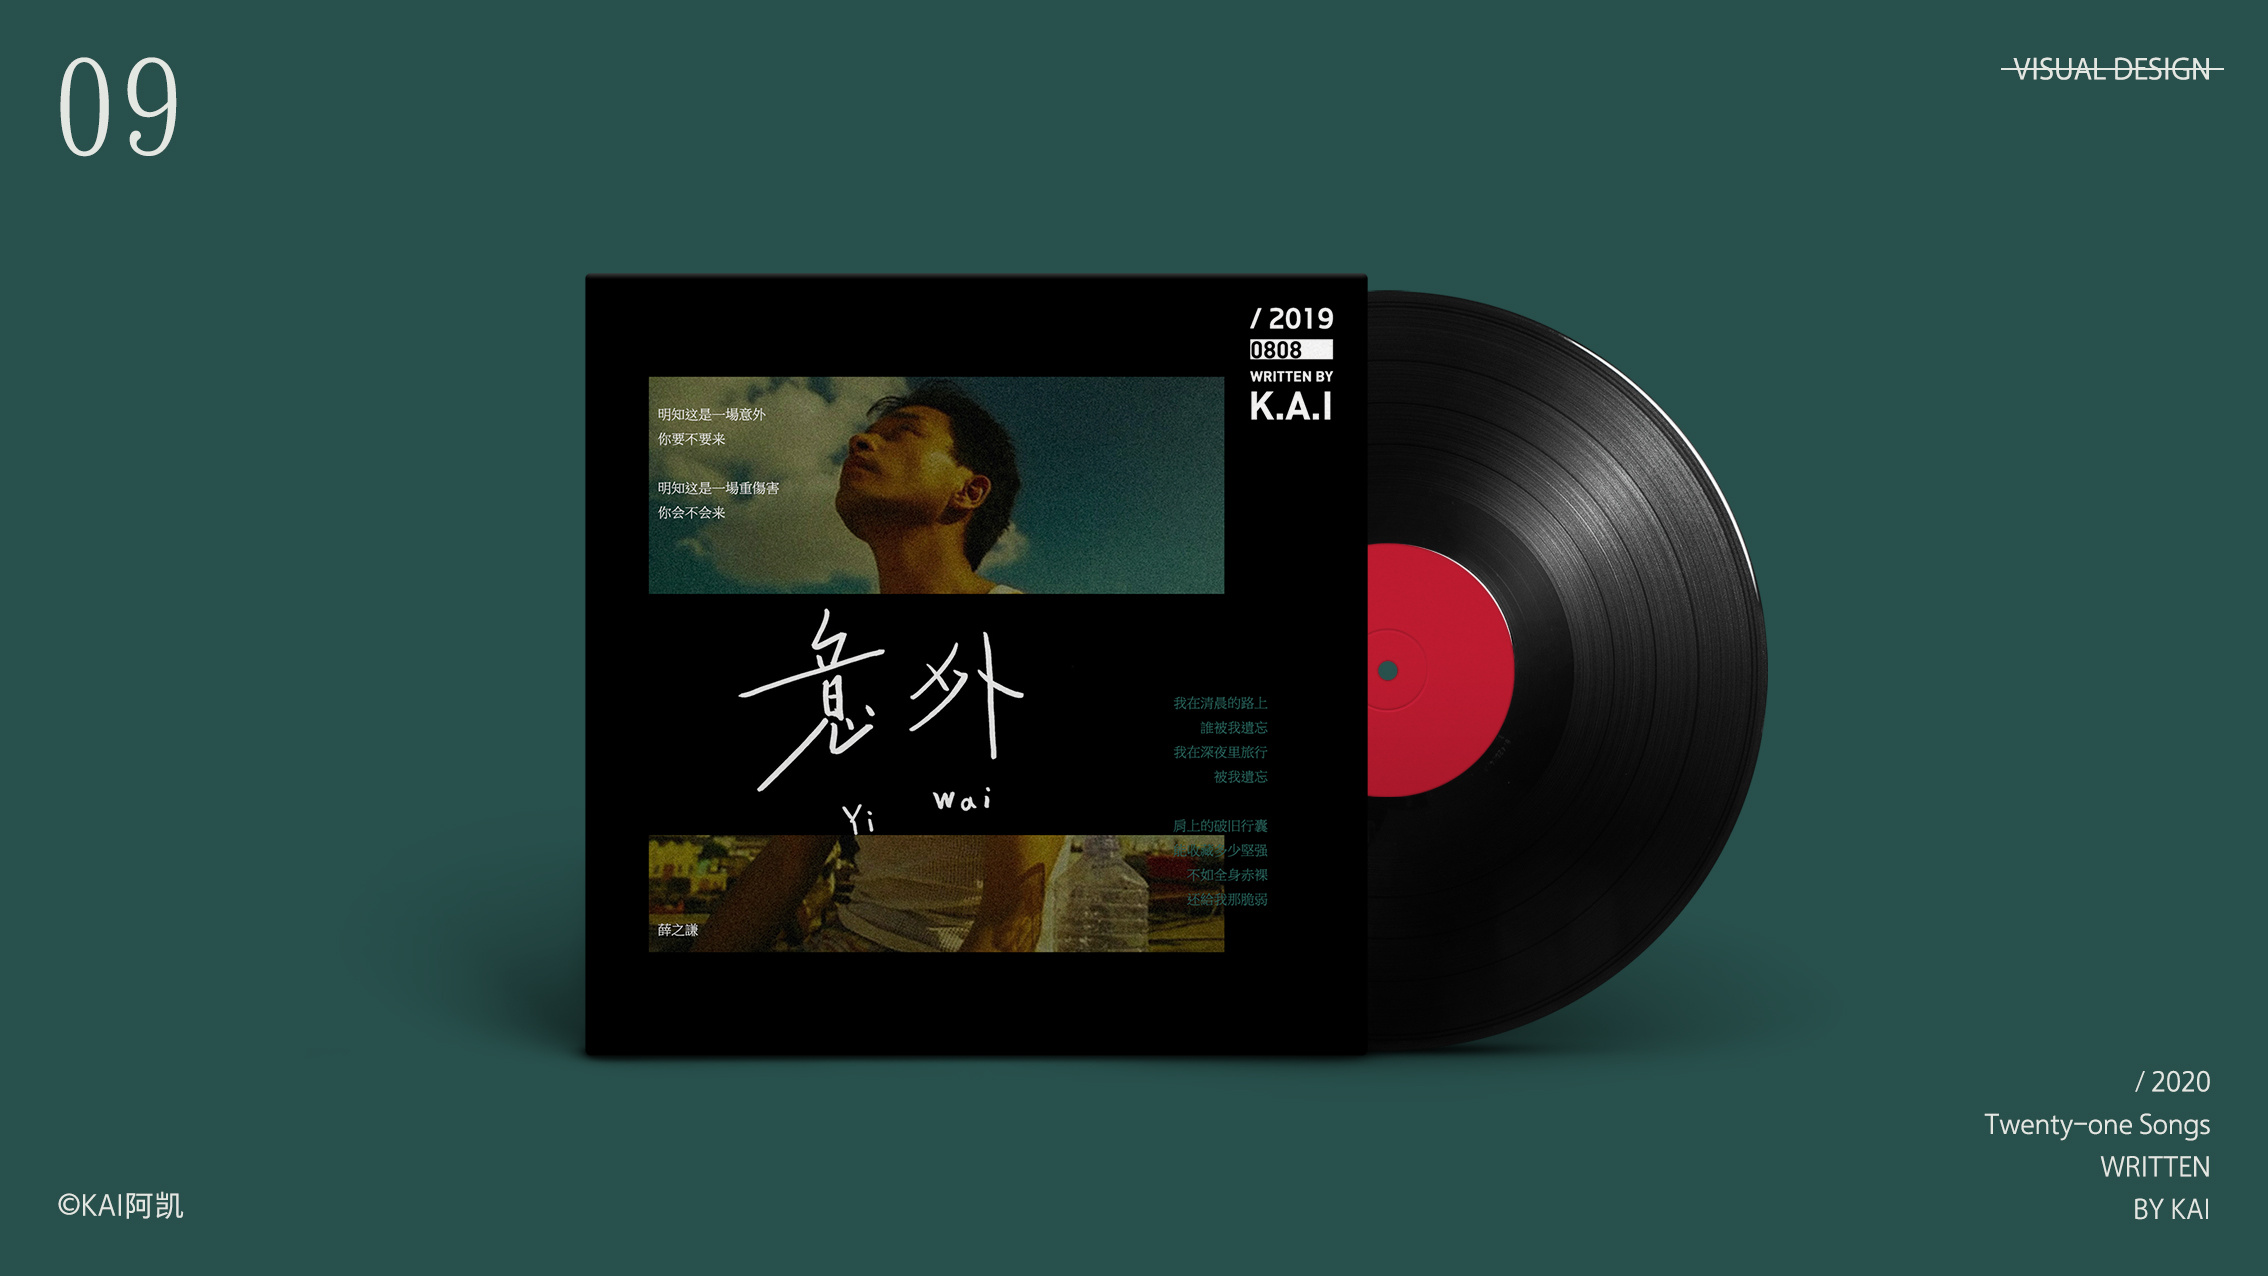 09
VISUAL DESIGN
/ 2019
0808
WRITTEN BY
K.A.I
明知这是一場意外
你要不要来
明知这是一場重傷害
你会不会来
意外
Yi wai
我在清晨的路上
誰被我遺忘
我在深夜里旅行
被我遺忘
肩上的破旧行囊
收藏多少堅强
不如全身赤裸
还給我那脆弱
薛之謙
/ 2020
Twenty-one Songs
WRITTEN
BY KAI
©KAI阿凯